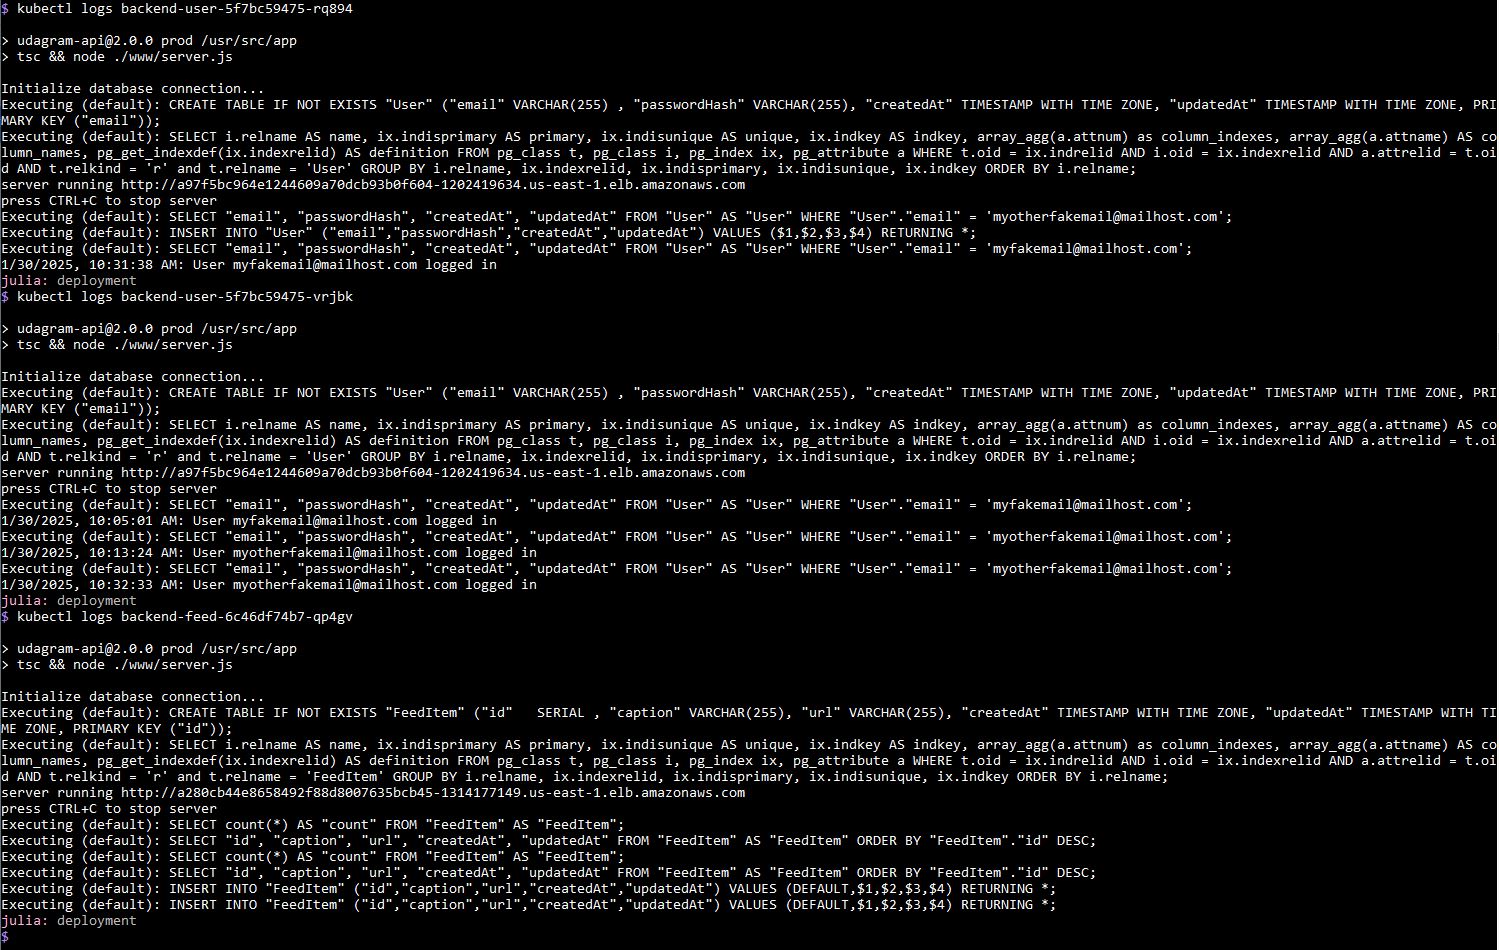 $ kubectl logs backend-user-5f7bc59475-rq894

> udagram-api@2.0.0 prod /usr/src/app
> tsc && node ./www/server.js

Initialize database connection...
Executing (default): CREATE TABLE IF NOT EXISTS "User" ("email" VARCHAR(255) , "passwordHash" VARCHAR(255), "createdAt" TIMESTAMP WITH TIME ZONE, "updatedAt" TIMESTAMP WITH TIME ZONE, PRI
MARY KEY ("email"));
Executing (default): SELECT i.relname AS name, ix.indisprimary AS primary, ix.indisunique AS unique, ix.indkey AS indkey, array_agg(a.attnum) as column_indexes, array_agg(a.attname) AS co
lumn_names, pg_get_indexdef(ix.indexrelid) AS definition FROM pg_class t, pg_class i, pg_index ix, pg_attribute a WHERE t.oid = ix.indrelid AND i.oid = ix.indexrelid AND a.attrelid = t.oi
d AND t.relkind = 'r' and t.relname = 'User' GROUP BY i.relname, ix.indexrelid, ix.indisprimary, ix.indisunique, ix.indkey ORDER BY i.relname;
server running http://a97f5bc964e1244609a70dcb93b0f604-1202419634.us-east-1.elb.amazonaws.com
press CTRL+C to stop server
Executing (default): SELECT "email", "passwordHash", "createdAt", "updatedAt" FROM "User" AS "User" WHERE "User"."email" = 'myotherfakemail@mailhost.com';
Executing (default): INSERT INTO "User" ("email","passwordHash","createdAt","updatedAt") VALUES ($1,$2,$3,$4) RETURNING *;
Executing (default): SELECT "email", "passwordHash", "createdAt", "updatedAt" FROM "User" AS "User" WHERE "User"."email" = 'myfakemail@mailhost.com';
1/30/2025, 10:31:38 AM: User myfakemail@mailhost.com logged in
julia: deployment
$ kubectl logs backend-user-5f7bc59475-vrjbk

> udagram-api@2.0.0 prod /usr/src/app
> tsc && node ./www/server.js

Initialize database connection...
Executing (default): CREATE TABLE IF NOT EXISTS "User" ("email" VARCHAR(255) , "passwordHash" VARCHAR(255), "createdAt" TIMESTAMP WITH TIME ZONE, "updatedAt" TIMESTAMP WITH TIME ZONE, PRI
MARY KEY ("email"));
Executing (default): SELECT i.relname AS name, ix.indisprimary AS primary, ix.indisunique AS unique, ix.indkey AS indkey, array_agg(a.attnum) as column_indexes, array_agg(a.attname) AS co
lumn_names, pg_get_indexdef(ix.indexrelid) AS definition FROM pg_class t, pg_class i, pg_index ix, pg_attribute a WHERE t.oid = ix.indrelid AND i.oid = ix.indexrelid AND a.attrelid = t.oi
d AND t.relkind = 'r' and t.relname = 'User' GROUP BY i.relname, ix.indexrelid, ix.indisprimary, ix.indisunique, ix.indkey ORDER BY i.relname;
server running http://a97f5bc964e1244609a70dcb93b0f604-1202419634.us-east-1.elb.amazonaws.com
press CTRL+C to stop server
Executing (default): SELECT "email", "passwordHash", "createdAt", "updatedAt" FROM "User" AS "User" WHERE "User"."email" = 'myfakemail@mailhost.com';
1/30/2025, 10:05:01 AM: User myfakemail@mailhost.com logged in
Executing (default): SELECT "email", "passwordHash", "createdAt", "updatedAt" FROM "User" AS "User" WHERE "User"."email" = 'myotherfakemail@mailhost.com';
1/30/2025, 10:13:24 AM: User myotherfakemail@mailhost.com logged in
Executing (default): SELECT "email", "passwordHash", "createdAt", "updatedAt" FROM "User" AS "User" WHERE "User"."email" = 'myotherfakemail@mailhost.com';
1/30/2025, 10:32:33 AM: User myotherfakemail@mailhost.com logged in
julia: deployment
$ kubectl logs backend-feed-6c46df74b7-qp4gv

> udagram-api@2.0.0 prod /usr/src/app
> tsc && node ./www/server.js

Initialize database connection...
Executing (default): CREATE TABLE IF NOT EXISTS "FeedItem" ("id"   SERIAL , "caption" VARCHAR(255), "url" VARCHAR(255), "createdAt" TIMESTAMP WITH TIME ZONE, "updatedAt" TIMESTAMP WITH TI
ME ZONE, PRIMARY KEY ("id"));
Executing (default): SELECT i.relname AS name, ix.indisprimary AS primary, ix.indisunique AS unique, ix.indkey AS indkey, array_agg(a.attnum) as column_indexes, array_agg(a.attname) AS co
lumn_names, pg_get_indexdef(ix.indexrelid) AS definition FROM pg_class t, pg_class i, pg_index ix, pg_attribute a WHERE t.oid = ix.indrelid AND i.oid = ix.indexrelid AND a.attrelid = t.oi
d AND t.relkind = 'r' and t.relname = 'FeedItem' GROUP BY i.relname, ix.indexrelid, ix.indisprimary, ix.indisunique, ix.indkey ORDER BY i.relname;
server running http://a280cb44e8658492f88d8007635bcb45-1314177149.us-east-1.elb.amazonaws.com
press CTRL+C to stop server
Executing (default): SELECT count(*) AS "count" FROM "FeedItem" AS "FeedItem";
Executing (default): SELECT "id", "caption", "url", "createdAt", "updatedAt" FROM "FeedItem" AS "FeedItem" ORDER BY "FeedItem"."id" DESC;
Executing (default): SELECT count(*) AS "count" FROM "FeedItem" AS "FeedItem";
Executing (default): SELECT "id", "caption", "url", "createdAt", "updatedAt" FROM "FeedItem" AS "FeedItem" ORDER BY "FeedItem"."id" DESC;
Executing (default): INSERT INTO "FeedItem" ("id","caption","url","createdAt","updatedAt") VALUES (DEFAULT,$1,$2,$3,$4) RETURNING *;
Executing (default): INSERT INTO "FeedItem" ("id","caption","url","createdAt","updatedAt") VALUES (DEFAULT,$1,$2,$3,$4) RETURNING *;
julia: deployment
$